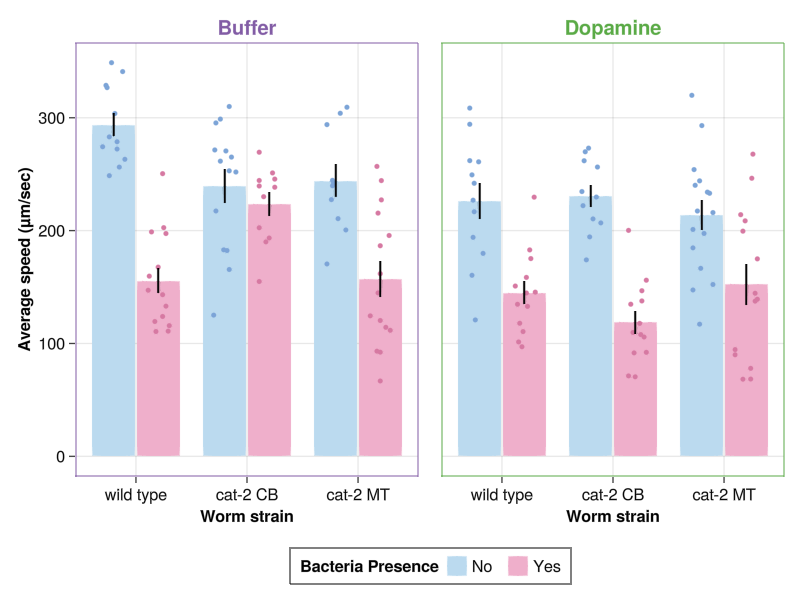 Buffer
Dopamine
Average speed (µm/sec)
300
200
100
0
wild type
cat-2 CB
cat-2 MT
wild type
cat-2 CB
cat-2 MT
Worm strain
Worm strain
Bacteria Presence No Yes